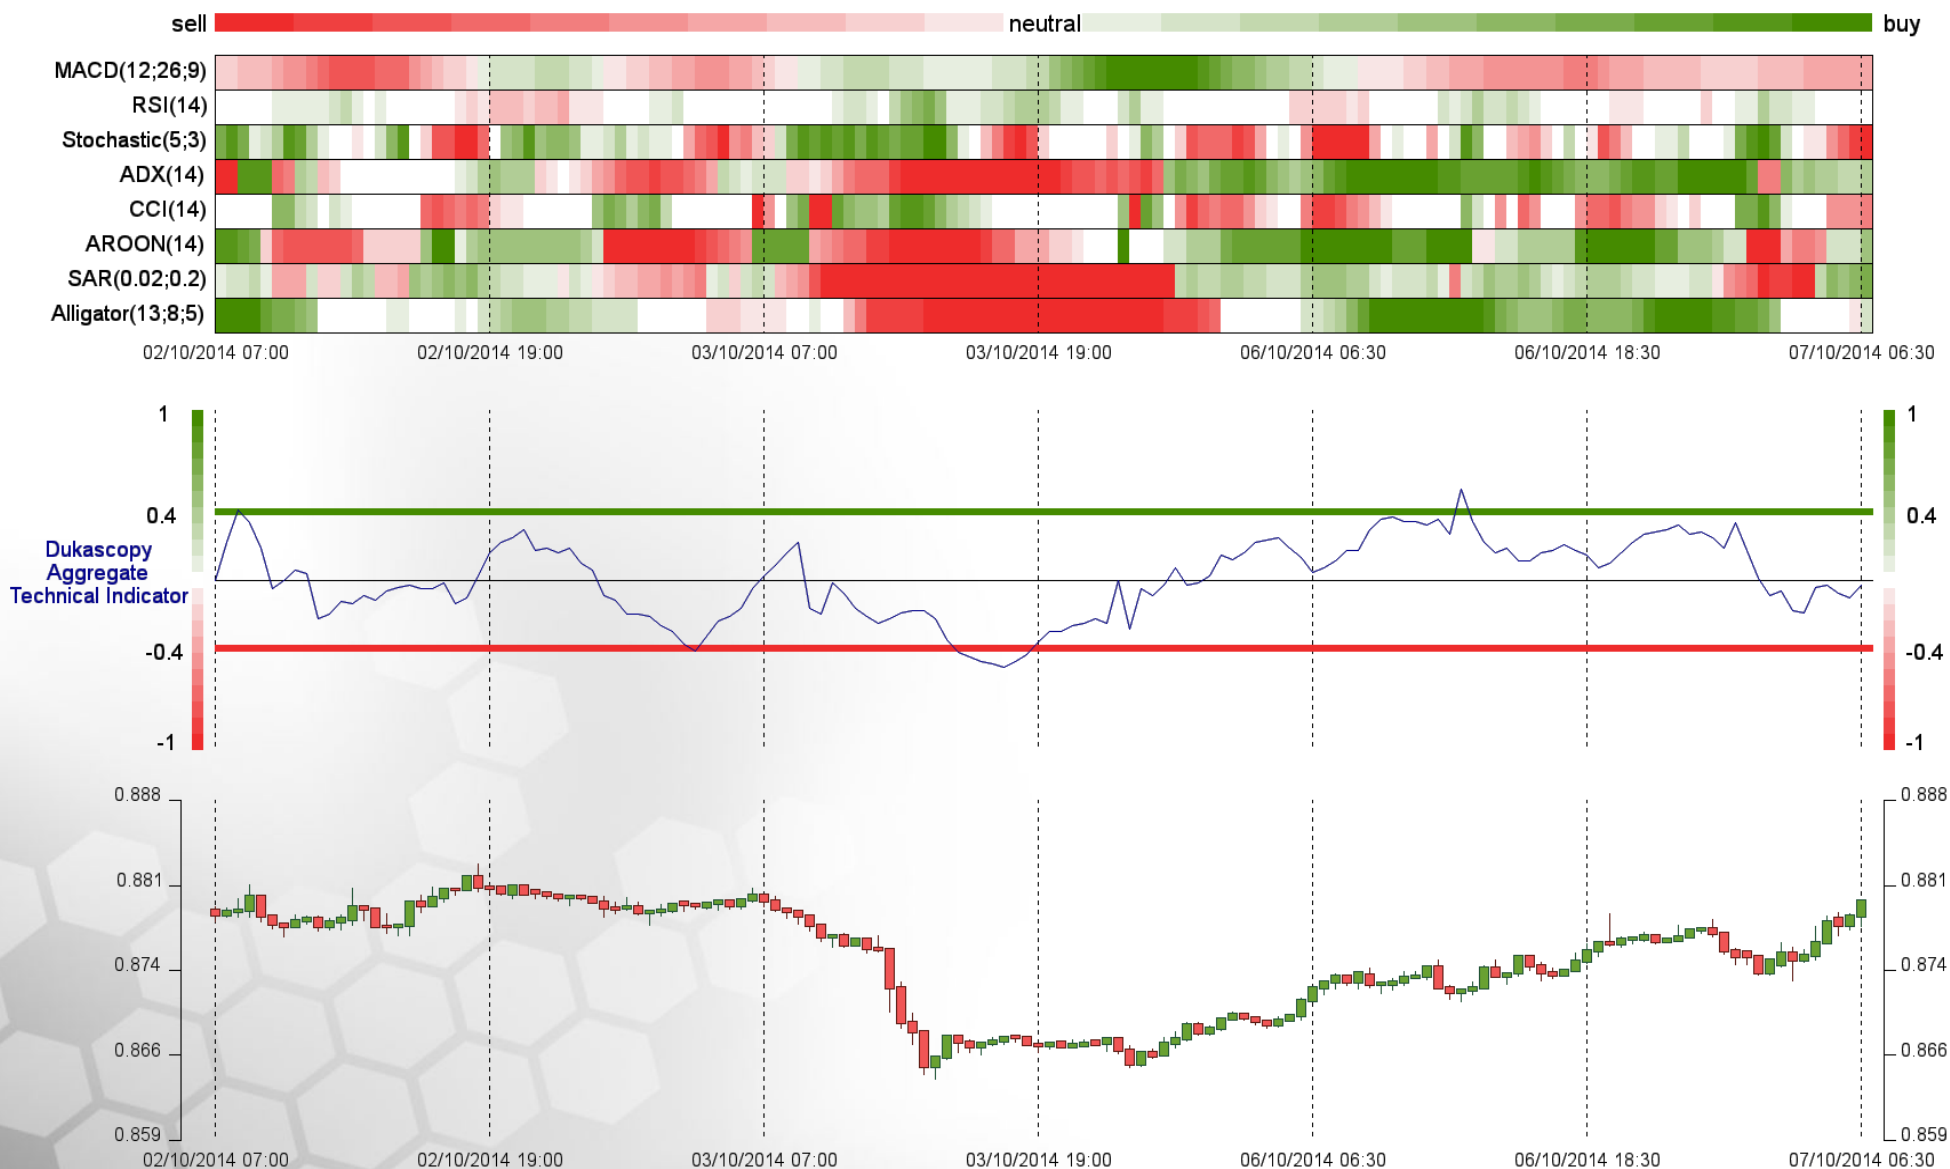 sell neutral buy
MACD(12;26;9)
RSI(14)
Stochastic(5;3)
ADX(14)
CCI(14)
AROON(14)
SAR(0.02;0.2)
Alligator(13;8;5)
02/10/2014 07:00 02/10/2014 19:00 03/10/2014 07:00 03/10/2014 19:00 06/10/2014 06:30 06/10/2014 18:30 07/10/2014 06:30
1 1
0.4 0.4
Dukascopy
Aggregate
Technical Indicator
-0.4 -0.4
-1 -1
0.888 0.888
0.881 0.881
0.874 0.874
0.866 0.866
0.859 0.859
02/10/2014 07:00 02/10/2014 19:00 03/10/2014 07:00 03/10/2014 19:00 06/10/2014 06:30 06/10/2014 18:30 07/10/2014 06:30